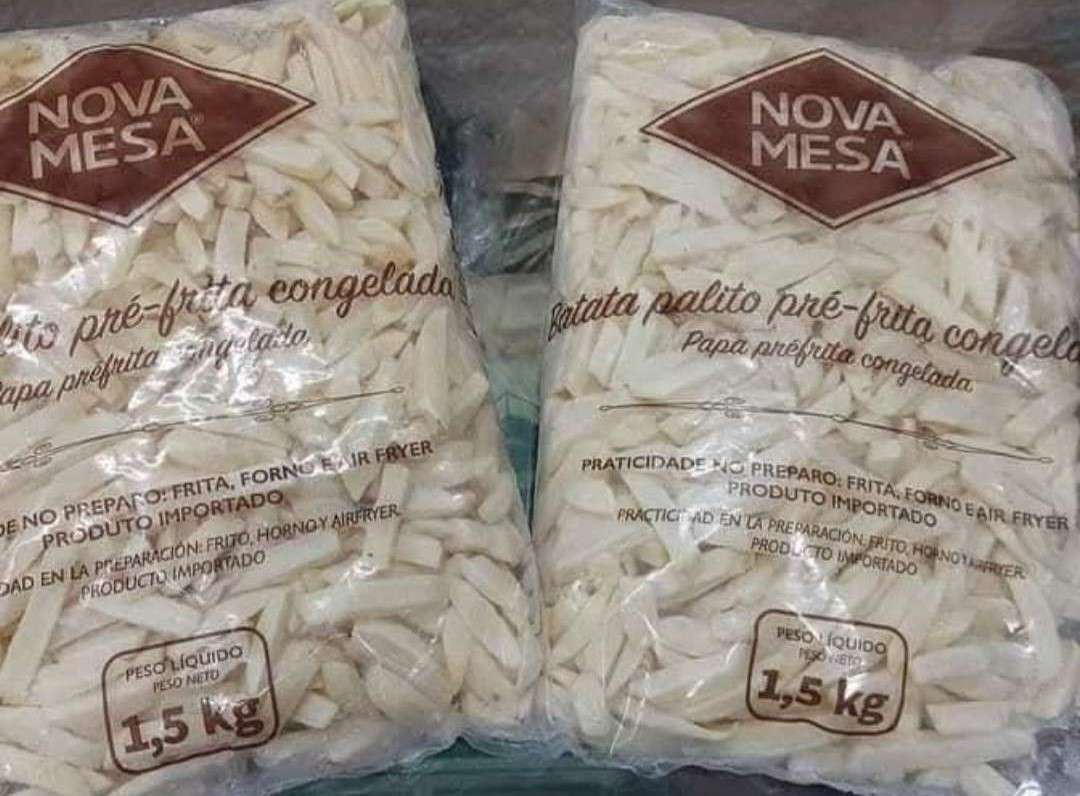 NOVA
MESA®
lito pré-frita congelada
apa préfrita congelada
DE NO PREPARO: FRITA, FORNO E AIR FRYER
PRODUTO IMPORTADO
DAD EN LA PREPARACIÓN: FRITO, HORNO Y AIRFRYER
PRODUCTO IMPORTADO
PESO LÍQUIDO
PESO NETO
1,5 kg
NOVA
MESA®
Batata palito pré-frita congela
Papa préfrita congelada
PRATICIDADE NO PREPARO: FRITA, FORNO E AIR FRYER
PRODUTO IMPORTADO
PRACTICIDAD EN LA PREPARACIÓN: FRITO, HORNO Y AIRFRYER.
PRODUCTO IMPORTADO
PESO LÍQUIDO
PESO NETO
1,5 kg